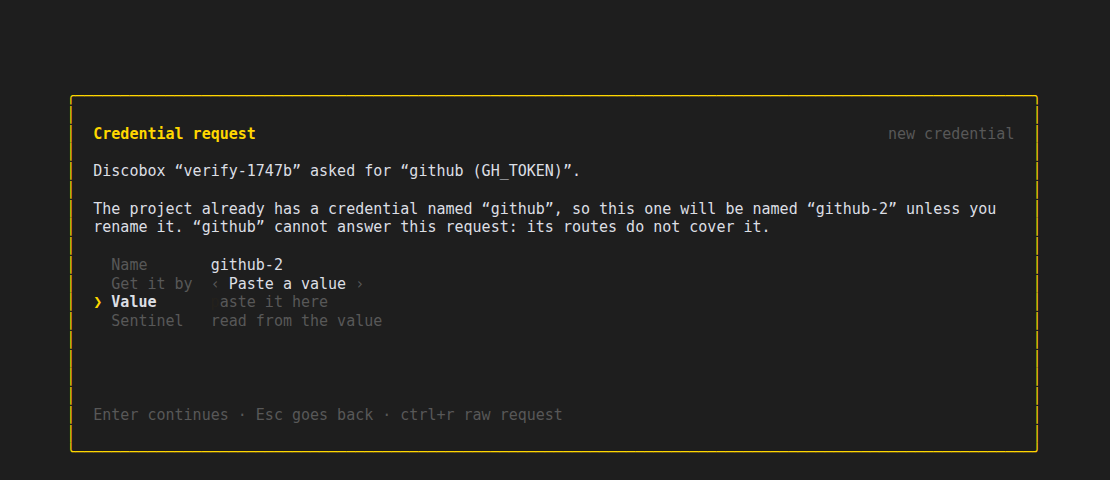 Credential request new credential
Discobox “verify-1747b” asked for “github (GH_TOKEN)”.
The project already has a credential named “github”, so this one will be named “github-2” unless you
rename it. “github” cannot answer this request: its routes do not cover it.
Name github-2
Get it by ‹ Paste a value ›
❯ Value aste it here
Sentinel read from the value
Enter continues · Esc goes back · ctrl+r raw request